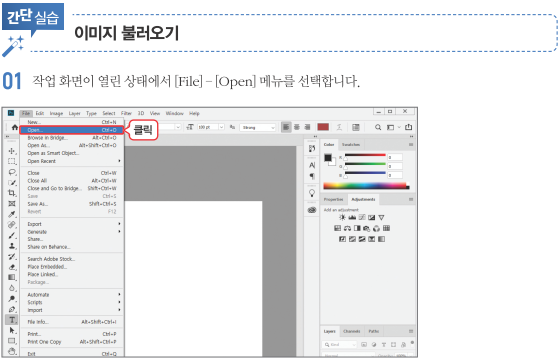 간단 실습
이미지 불러오기
01 작업 화면이 열린 상태에서 [File] – [Open] 메뉴를 선택합니다.
File Edit Image Layer Type Select Filter 3D View Window Help
New... Ctrl+N
Open... Ctrl+O
클릭
100 pt
Strong
Browse in Bridge... Alt+Ctrl+O
Open As... Alt+Shift+Ctrl+O
Open as Smart Object...
Open Recent
Close Ctrl+W
Close All Alt+Ctrl+W
Close and Go to Bridge... Shift+Ctrl+W
Save Ctrl+S
Save As... Shift+Ctrl+S
Revert F12
Export
Generate
Share...
Share on Behance...
Search Adobe Stock...
Place Embedded...
Place Linked...
Package...
Automate
Scripts
Import
File Info... Alt+Shift+Ctrl+I
Print... Ctrl+P
Print One Copy Alt+Shift+Ctrl+P
Exit Ctrl+Q
Color Swatches
Properties Adjustments
Add an adjustment
Layers Channels Paths
Kind